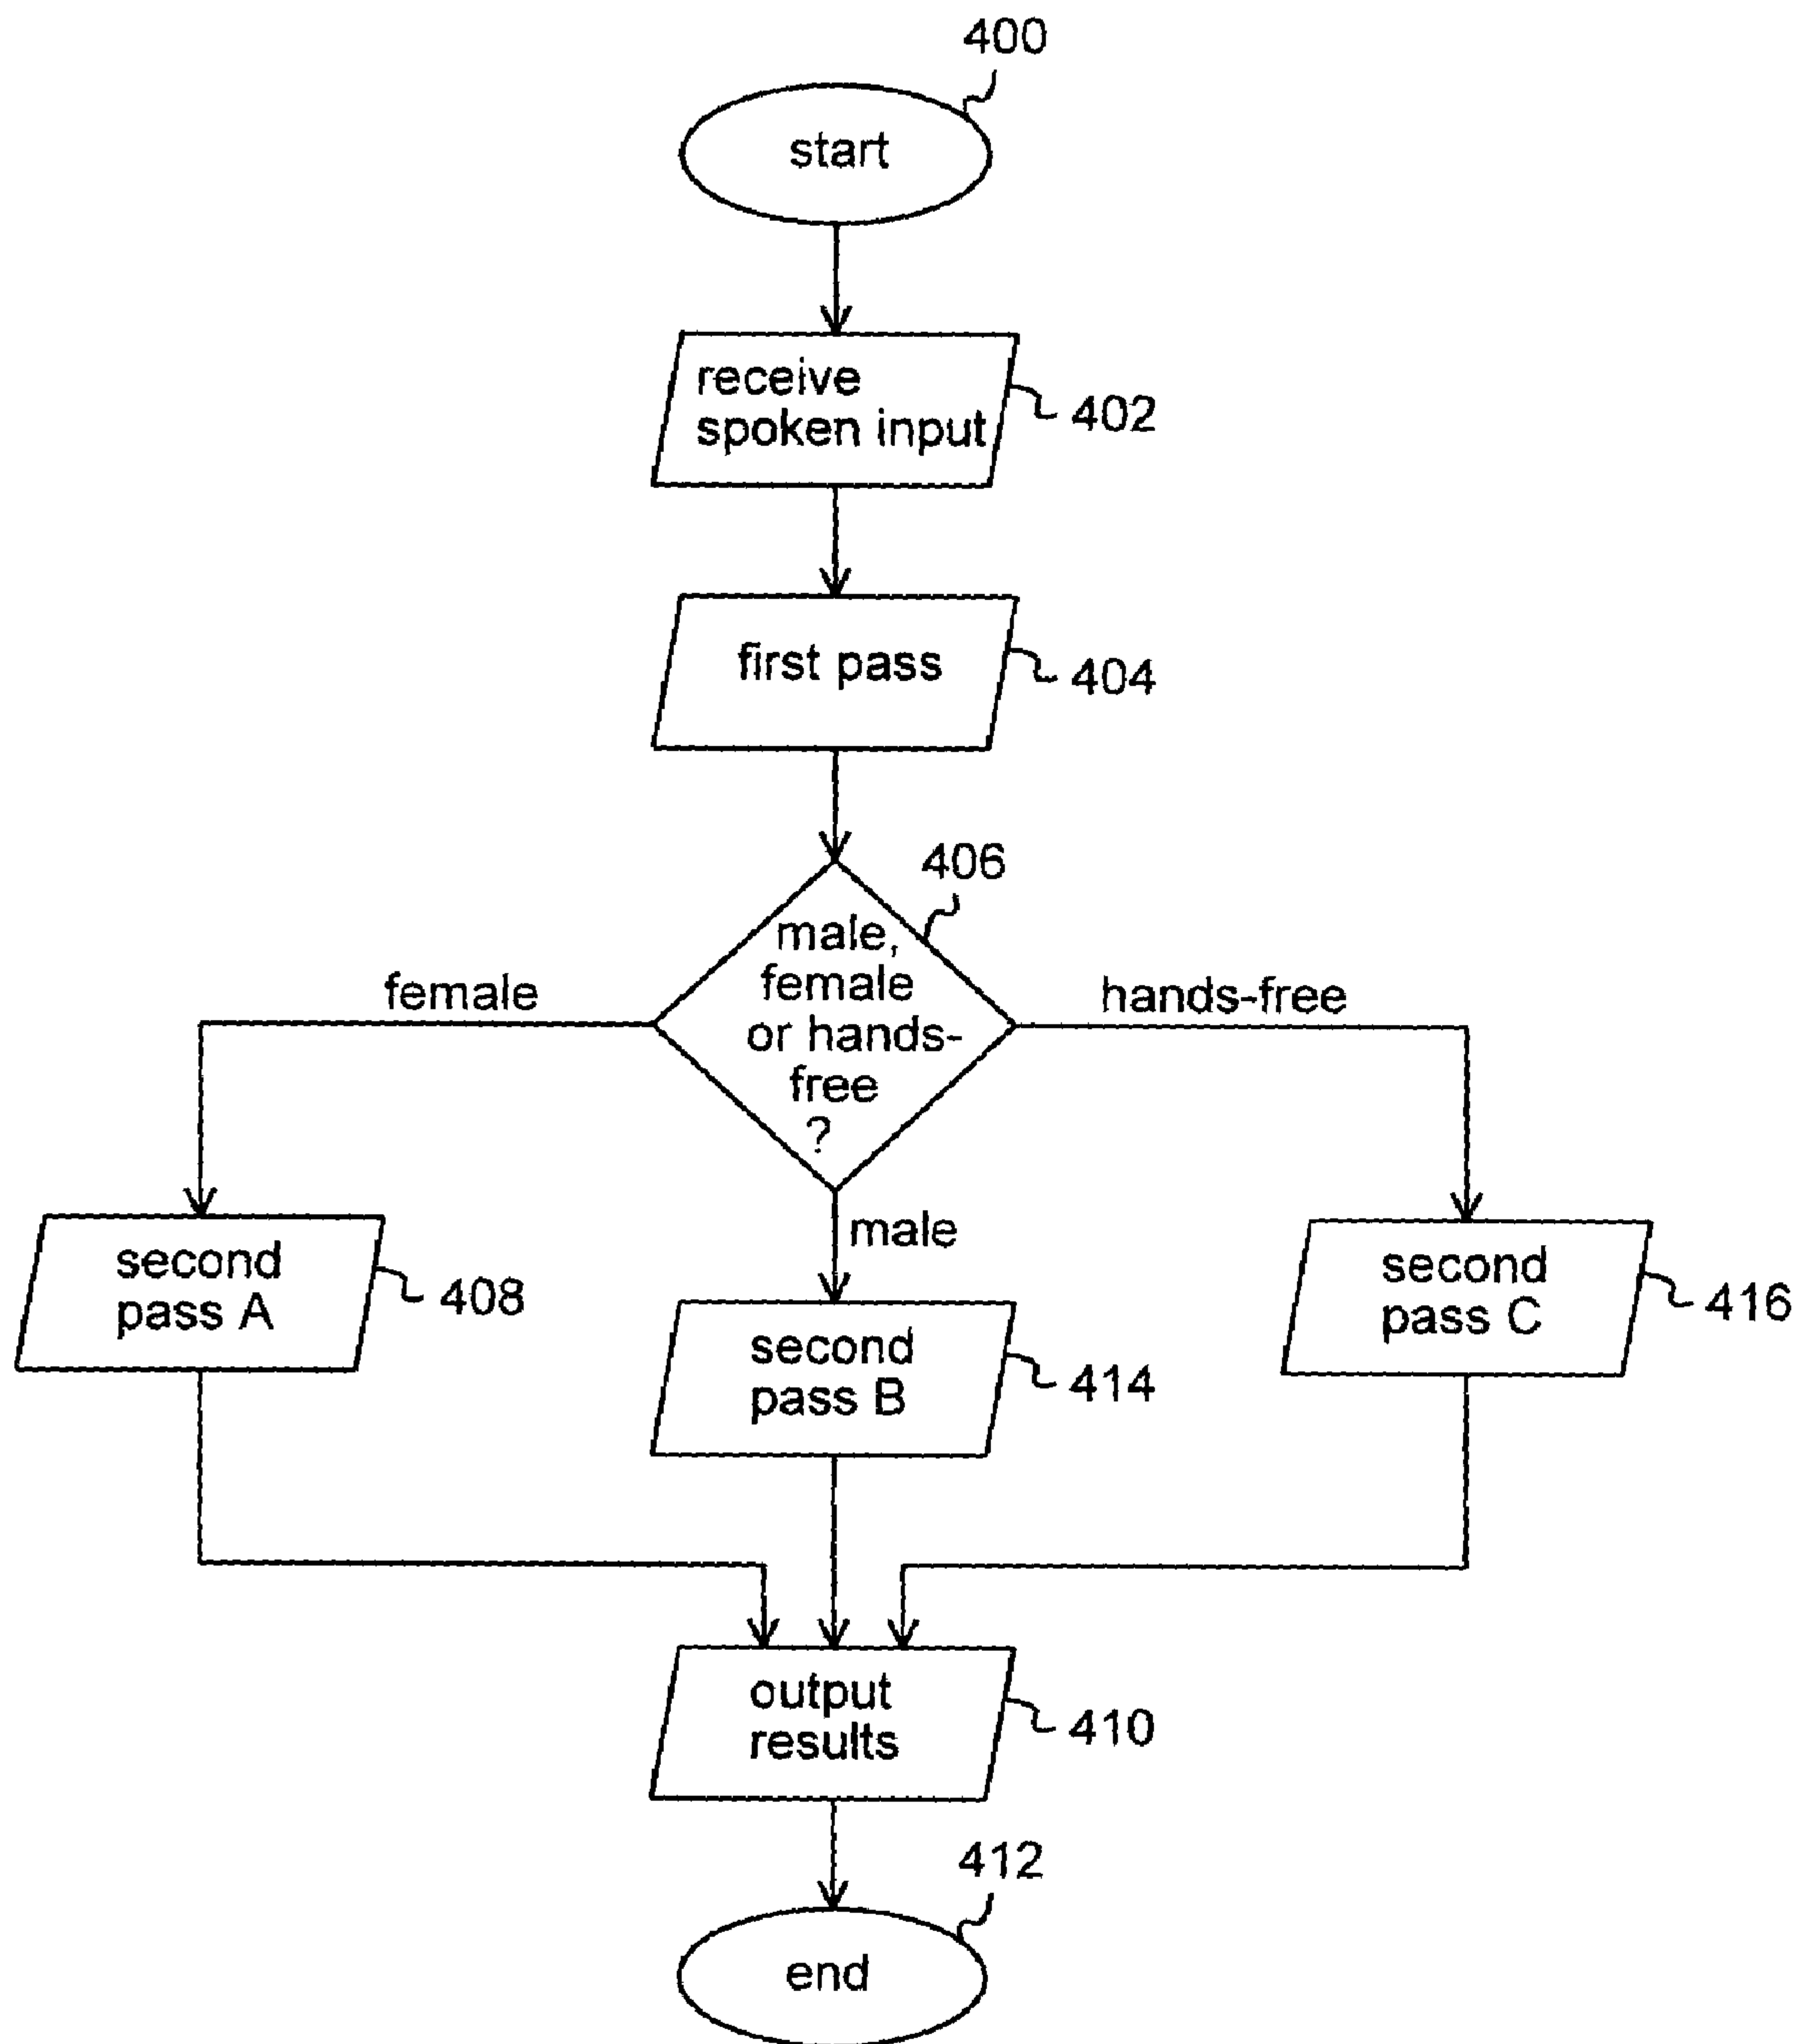 400
start
receive
spoken input
402
first pass
404
406
male,
female
or hands-
free
?
female
hands-free
male
second
pass A
408
second
pass B
414
second
pass C
416
output
results
410
412
end